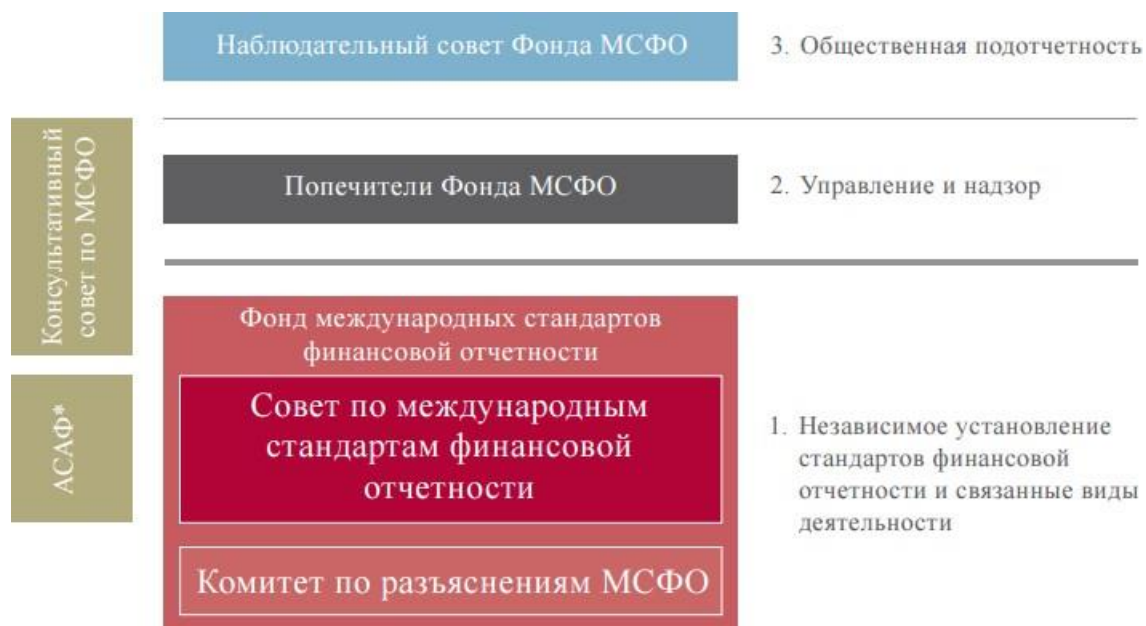 Наблюдательный совет Фонда МСФО
3. Общественная подотчетность
Консультативный
совет по МСФО
Попечители Фонда МСФО
2. Управление и надзор
АСАФ*
Фонд международных стандартов
финансовой отчетности
Совет по международным
стандартам финансовой
отчетности
Комитет по разъяснениям МСФО
1. Независимое установление
стандартов финансовой
отчетности и связанные виды
деятельности